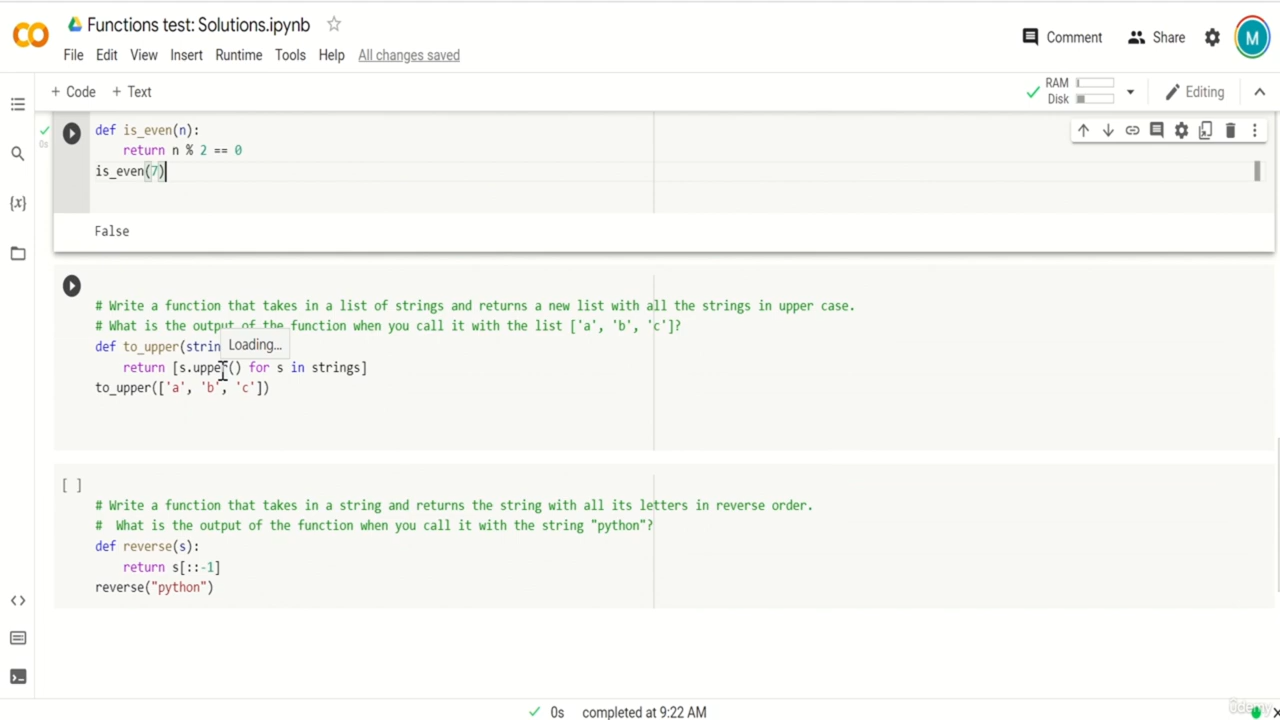 Functions test: Solutions.ipynb
Comment
Share
M
File Edit View Insert Runtime Tools Help All changes saved
+ Code + Text
RAM
Disk
Editing
def is_even(n):
return n % 2 == 0
is_even(7)
0s
False
# Write a function that takes in a list of strings and returns a new list with all the strings in upper case.
# What is the output of the function when you call it with the list ['a', 'b', 'c']?
def to_upper(strin
Loading...
return [s.upper() for s in strings]
to_upper(['a', 'b', 'c'])
[ ]
# Write a function that takes in a string and returns the string with all its letters in reverse order.
# What is the output of the function when you call it with the string "python"?
def reverse(s):
return s[::-1]
reverse("python")
{x}
0s completed at 9:22 AM
ûdemy